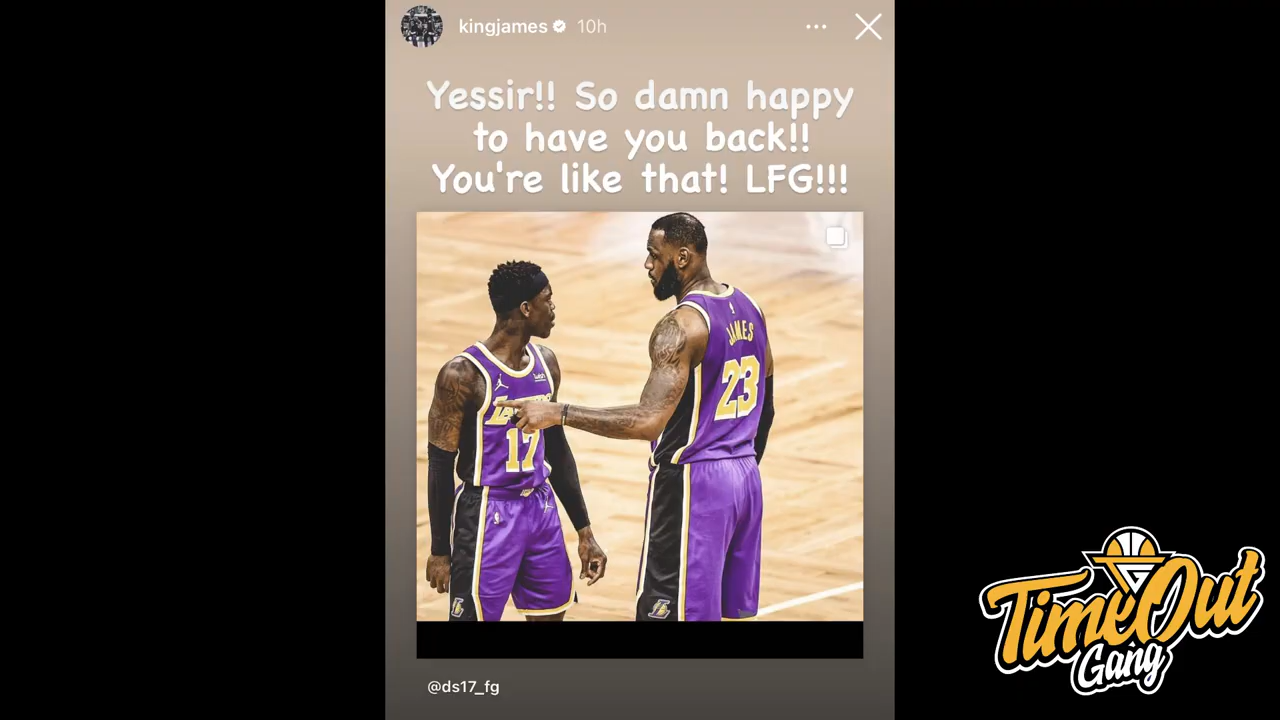 kingjames 10h
Yessir!! So damn happy
to have you back!!
You're like that! LFG!!!
JAMES
23
LAKERS
17
@ds17_fg
TimeOut
Gang